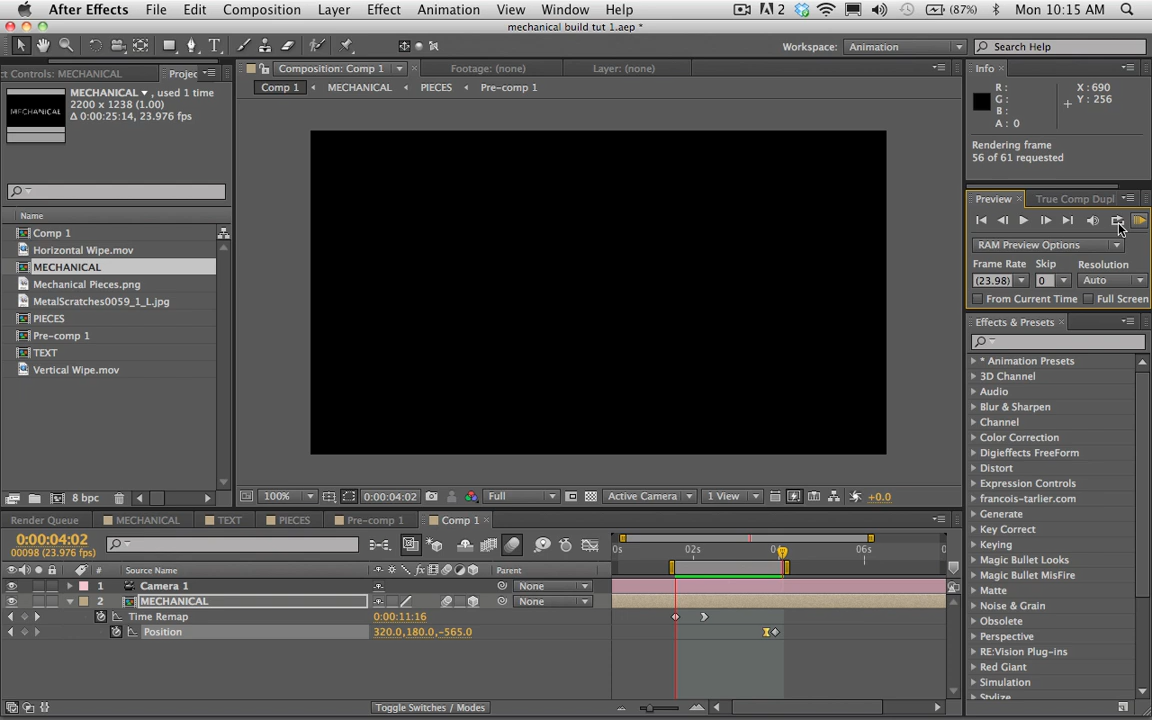 After Effects File Edit Composition Layer Effect Animation View Window Help 2 (87%) Mon 10:15 AM
mechanical build tut 1.aep *
Workspace: Animation Search Help
ct Controls: MECHANICAL Projec Composition: Comp 1 Footage: (none) Layer: (none) Info
Comp 1 MECHANICAL PIECES Pre-comp 1
MECHANICAL , used 1 time
2200 x 1238 (1.00)
Δ 0:00:25:14, 23.976 fps
MECHANICAL
R: X: 690
G: Y: 256
B:
A: 0
Rendering frame
56 of 61 requested
Preview True Comp Dupl
RAM Preview Options
Frame Rate Skip Resolution
(23.98) 0 Auto
From Current Time Full Screen
Name
Comp 1
Horizontal Wipe.mov
MECHANICAL
Mechanical Pieces.png
MetalScratches0059_1_L.jpg
PIECES
Pre-comp 1
TEXT
Vertical Wipe.mov
Effects & Presets
* Animation Presets
3D Channel
Audio
Blur & Sharpen
Channel
Color Correction
Digieffects FreeForm
Distort
Expression Controls
francois-tarlier.com
Generate
Key Correct
Keying
Magic Bullet Looks
Magic Bullet MisFire
Matte
Noise & Grain
Obsolete
Perspective
RE:Vision Plug-ins
Red Giant
Simulation
Stylize
8 bpc 100% 0:00:04:02 Full Active Camera 1 View +0.0
Render Queue MECHANICAL TEXT PIECES Pre-comp 1 Comp 1
0:00:04:02
00098 (23.976 fps)
0s 02s 04s 06s
# Source Name Parent
1 Camera 1 None
2 MECHANICAL None
Time Remap 0:00:11:16
Position 320.0,180.0,-565.0
Toggle Switches / Modes